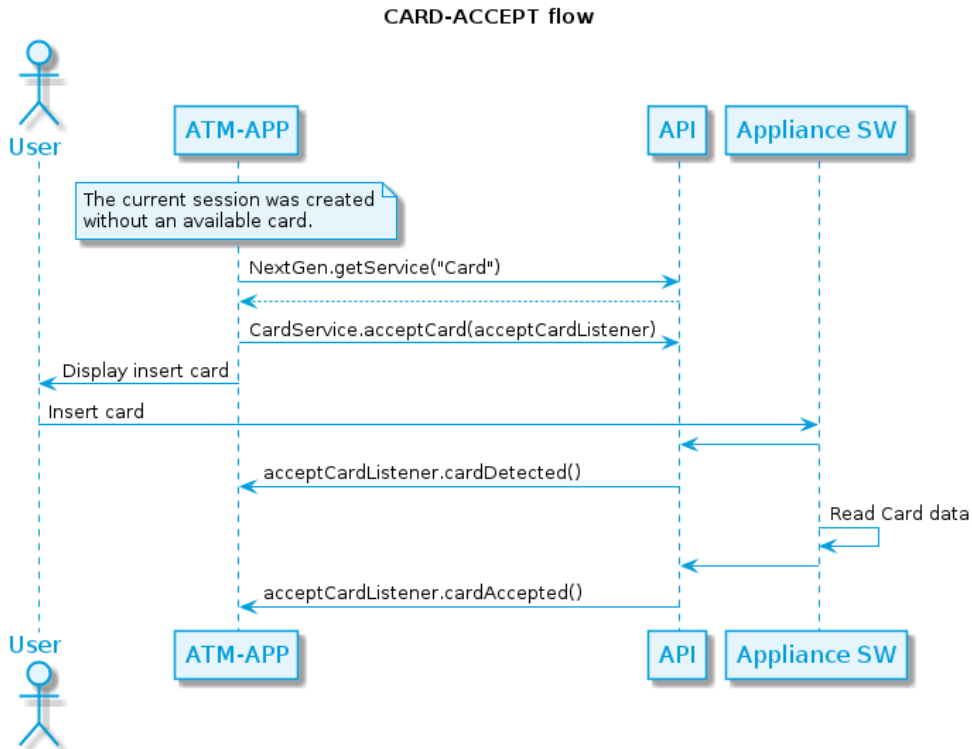 CARD-ACCEPT flow
User
ATM-APP
API
Appliance SW
The current session was created
without an available card.
NextGen.getService("Card")
CardService.acceptCard(acceptCardListener)
Display insert card
Insert card
acceptCardListener.cardDetected()
Read Card data
acceptCardListener.cardAccepted()
User
ATM-APP
API
Appliance SW